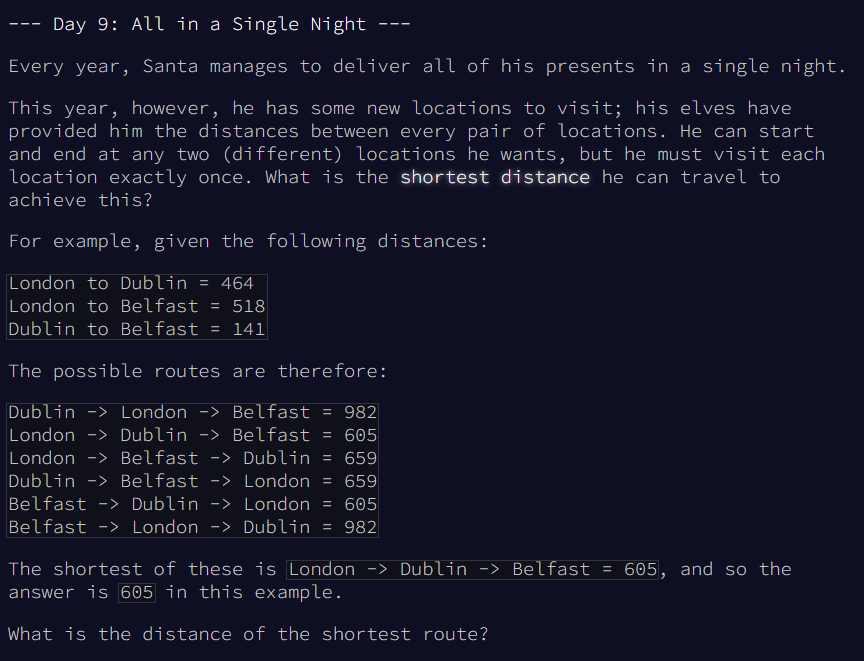 --- Day 9: All in a Single Night ---
Every year, Santa manages to deliver all of his presents in a single night.
This year, however, he has some new locations to visit; his elves have
provided him the distances between every pair of locations. He can start
and end at any two (different) locations he wants, but he must visit each
location exactly once. What is the shortest distance he can travel to
achieve this?
For example, given the following distances:
London to Dublin = 464
London to Belfast = 518
Dublin to Belfast = 141
The possible routes are therefore:
Dublin -> London -> Belfast = 982
London -> Dublin -> Belfast = 605
London -> Belfast -> Dublin = 659
Dublin -> Belfast -> London = 659
Belfast -> Dublin -> London = 605
Belfast -> London -> Dublin = 982
The shortest of these is London -> Dublin -> Belfast = 605, and so the
answer is 605 in this example.
What is the distance of the shortest route?